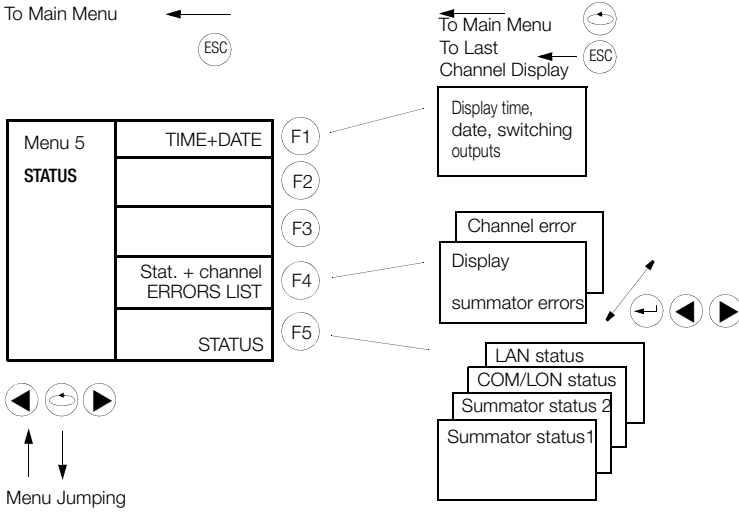 To Main Menu
ESC
To Main Menu
To Last
ESC
Channel Display
Menu 5
STATUS
TIME+DATE
F1
F2
F3
Stat. + channel
ERRORS LIST
F4
STATUS
F5
Display time,
date, switching
outputs
Channel error
Display
summator errors
LAN status
COM/LON status
Summator status 2
Summator status1
Menu Jumping